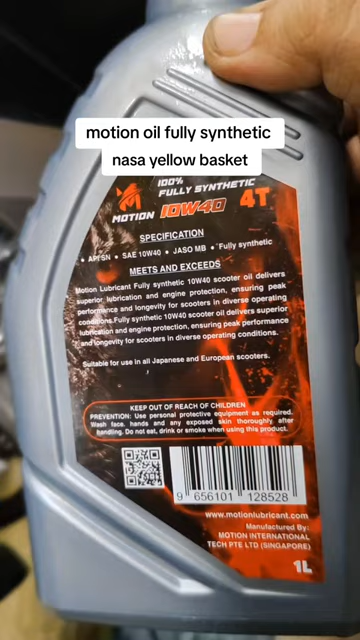 motion oil fully synthetic
nasa yellow basket
100%
FULLY SYNTHETIC
MOTION 10W40 4T
SPECIFICATION
• API SN • SAE 10W40 • JASO MB • Fully synthetic
MEETS AND EXCEEDS
Motion Lubricant Fully synthetic 10W40 scooter oil delivers
superior lubrication and engine protection, ensuring peak
performance and longevity for scooters in diverse operating
conditions.Fully synthetic 10W40 scooter oil delivers superior
lubrication and engine protection, ensuring peak performance
and longevity for scooters in diverse operating conditions.
Suitable for use in all Japanese and European scooters.
KEEP OUT OF REACH OF CHILDREN
PREVENTION: Use personal protective equipment as required.
Wash face, hands and any exposed skin thoroughly after
handling. Do not eat, drink or smoke when using this product.
9 656101 128528
www.motionlubricant.com
Manufactured By:
MOTION INTERNATIONAL
TECH PTE LTD (SINGAPORE)
1L